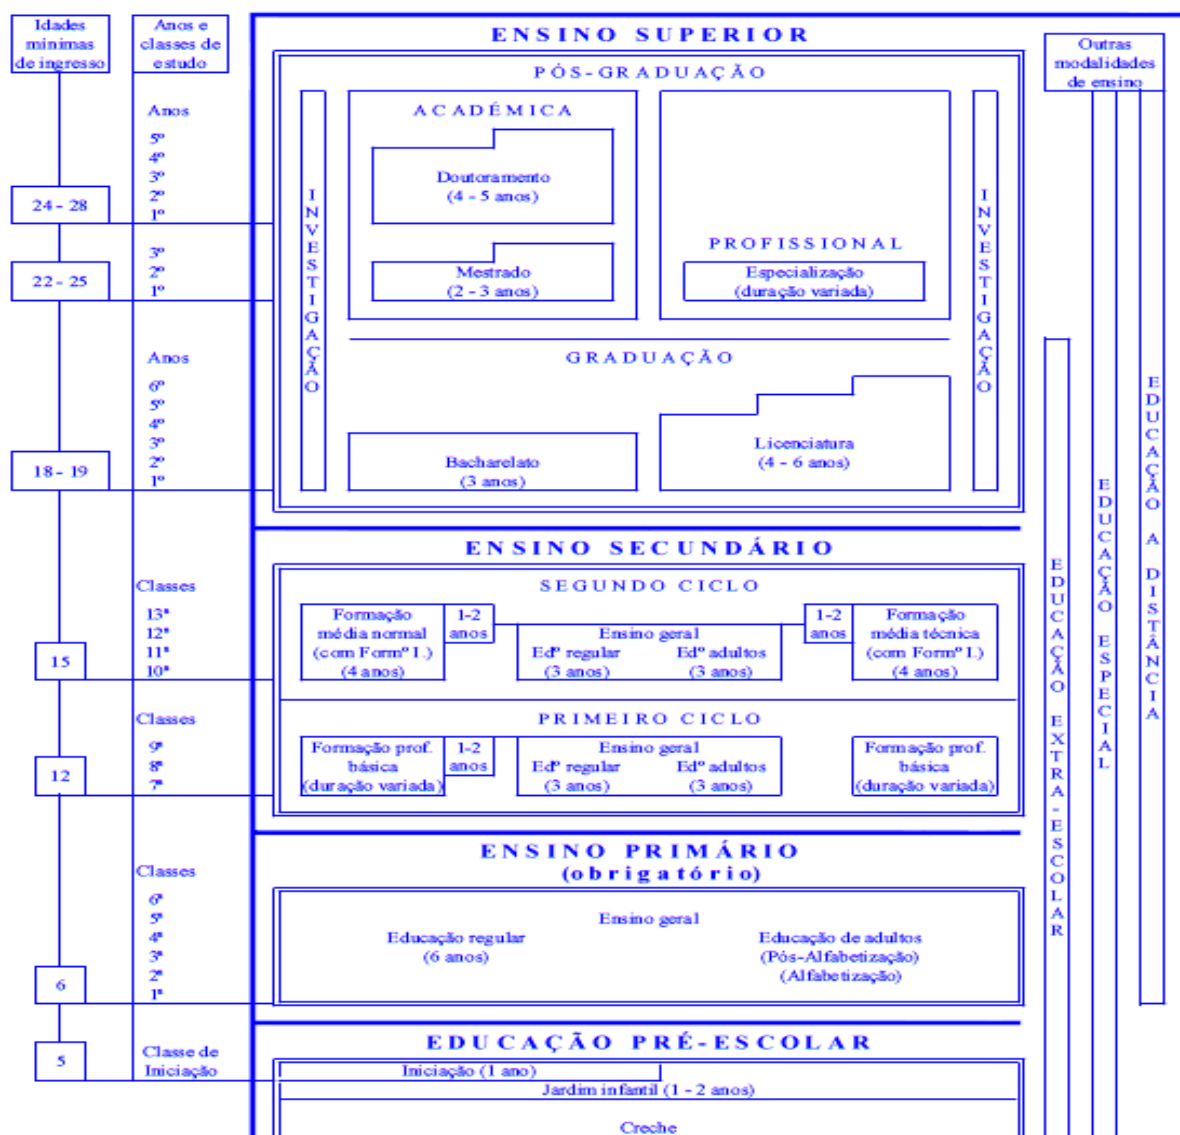 Idades
mínimas
de ingresso
Anos e
classes de
estudo
ENSINO SUPERIOR
Outras
modalidades
de ensino
PÓS-GRADUAÇÃO
Anos
5º
4º
3º
2º
1º
24 - 28
3º
2º
1º
22 - 25
INVESTIGAÇÃO
ACADÉMICA
Doutoramento
(4 - 5 anos)
Mestrado
(2 - 3 anos)
PROFISSIONAL
Especialização
(duração variada)
INVESTIGAÇÃO
GRADUAÇÃO
Anos
6º
5º
4º
3º
2º
1º
18 - 19
Bacharelato
(3 anos)
Licenciatura
(4 - 6 anos)
ENSINO SECUNDÁRIO
SEGUNDO CICLO
Classes
13ª
12ª
11ª
10ª
15
Formação
média normal
(com Formº I.)
(4 anos)
1-2
anos
Ensino geral
Edº regular
(3 anos)
Edº adultos
(3 anos)
1-2
anos
Formação
média técnica
(com Formº I.)
(4 anos)
PRIMEIRO CICLO
Classes
9ª
8ª
7ª
12
Formação prof.
básica
(duração variada)
1-2
anos
Ensino geral
Edº regular
(3 anos)
Edº adultos
(3 anos)
Formação prof.
básica
(duração variada)
ENSINO PRIMÁRIO
(obrigatório)
Classes
6ª
5ª
4ª
3ª
2ª
1ª
6
Ensino geral
Educação regular
(6 anos)
Educação de adultos
(Pós-Alfabetização)
(Alfabetização)
EDUCAÇÃO PRÉ-ESCOLAR
5
Classe de
Iniciação
Iniciação (1 ano)
Jardim infantil (1 - 2 anos)
Creche
EDUCAÇÃO EXTRA-ESCOLAR
EDUCAÇÃO ESPECIAL
EDUCAÇÃO A DISTÂNCIA